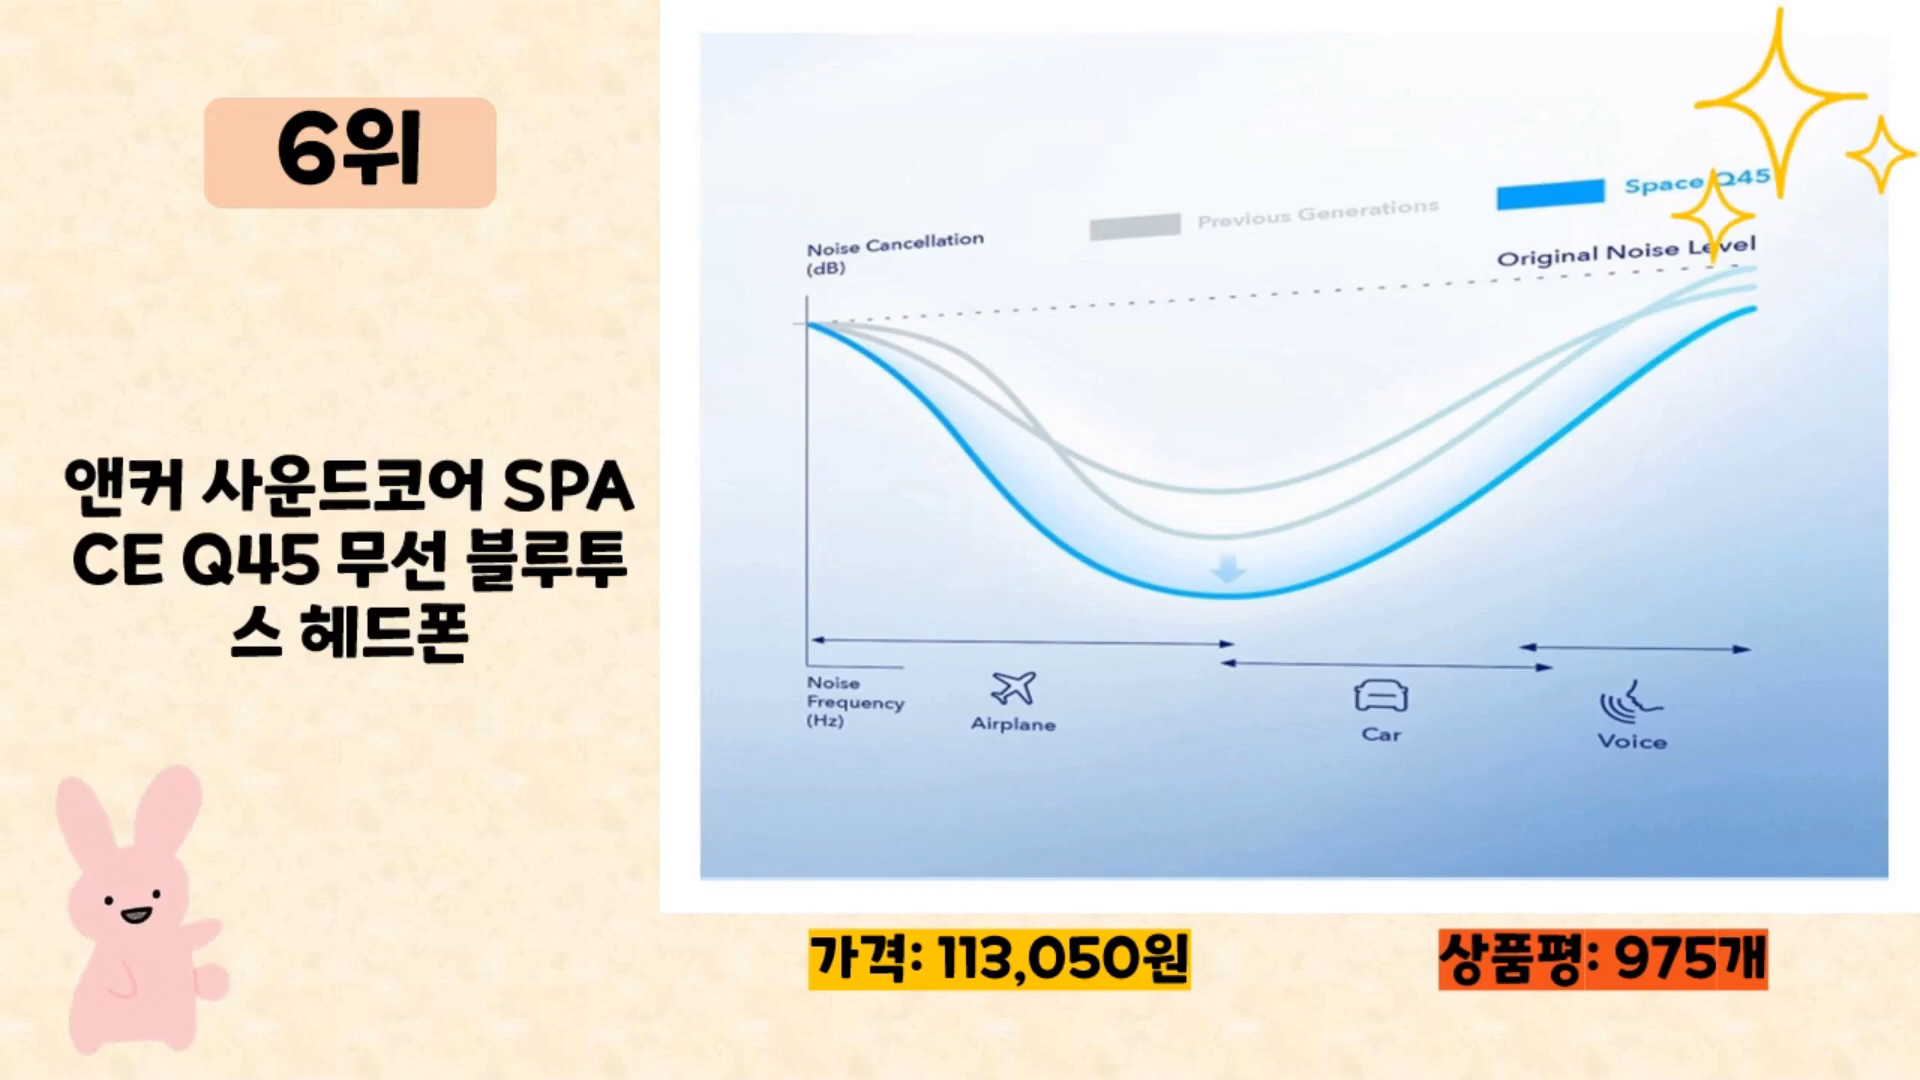 6위
앤커 사운드코어 SPA
CE Q45 무선 블루투
스 헤드폰
Space Q45
Previous Generations
Original Noise Level
Noise Cancellation
(dB)
Noise
Frequency
(Hz)
Airplane
Car
Voice
가격: 113,050원
상품평: 975개